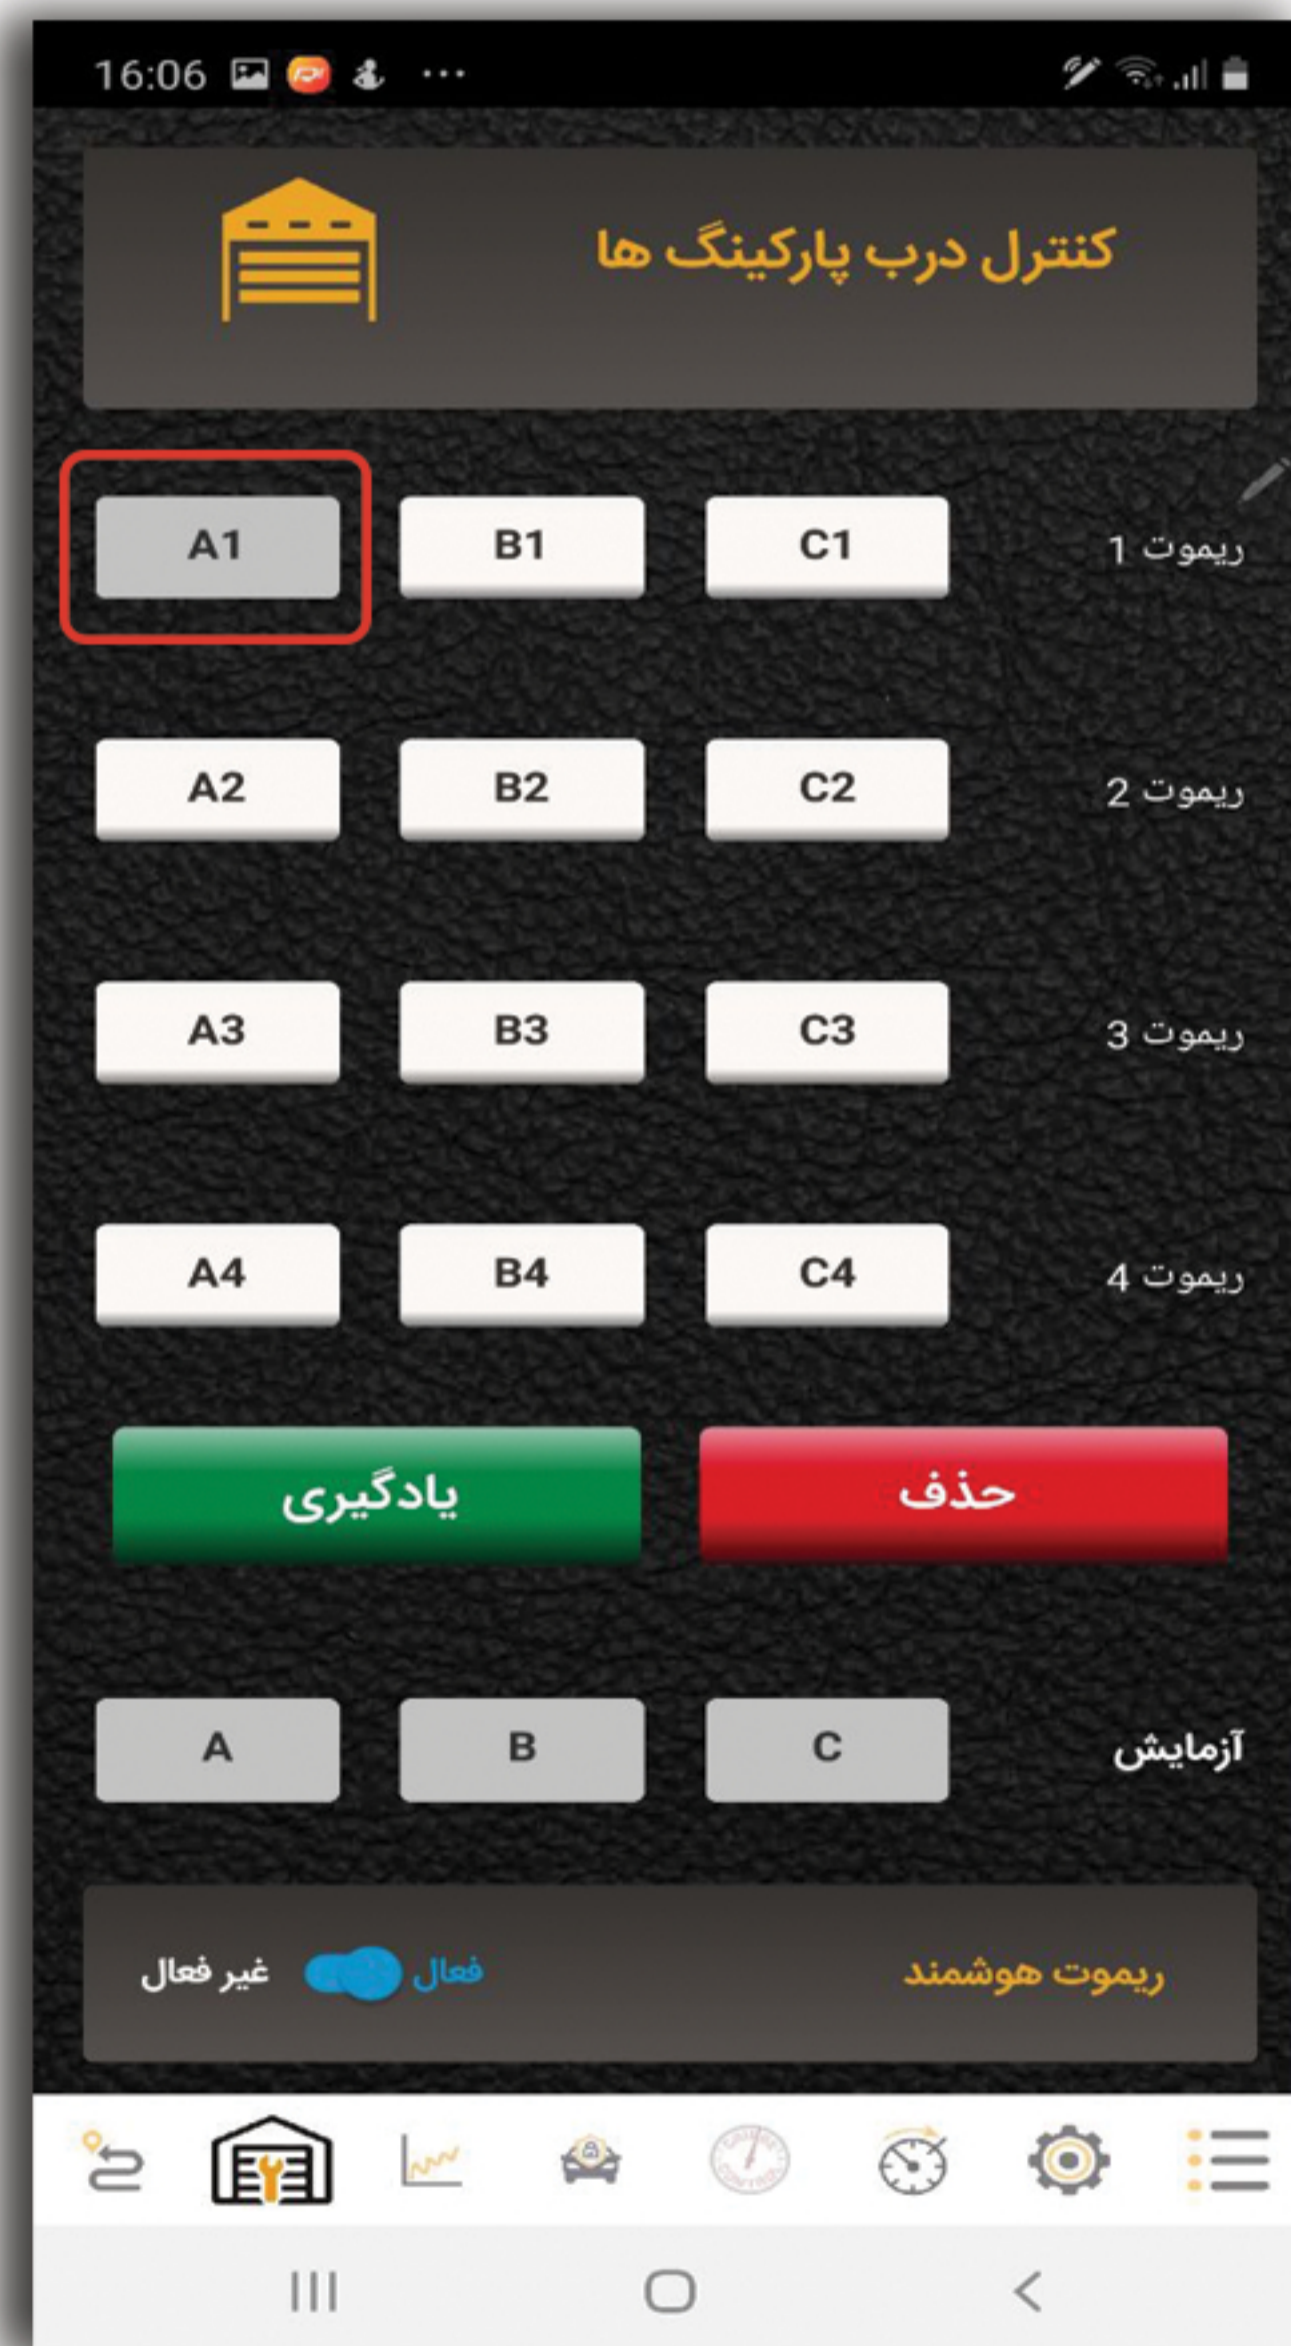 16:06
کنترل درب پارکینگ ها
A1 B1 C1 ریموت 1
A2 B2 C2 ریموت 2
A3 B3 C3 ریموت 3
A4 B4 C4 ریموت 4
یادگیری حذف
A B C آزمایش
ریموت هوشمند فعال غیر فعال